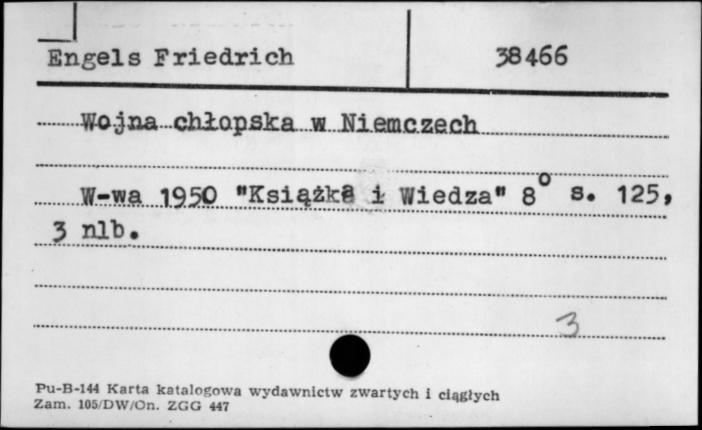 Engels Friedrich 38466
Wojna chłopska w Niemczech
W-wa 1950 "Książka i Wiedza" 8° s. 125,
3 nlb.
3
Pu-B-144 Karta katalogowa wydawnictw zwartych i ciągłych
Zam. 105/DW/On. ZGG 447